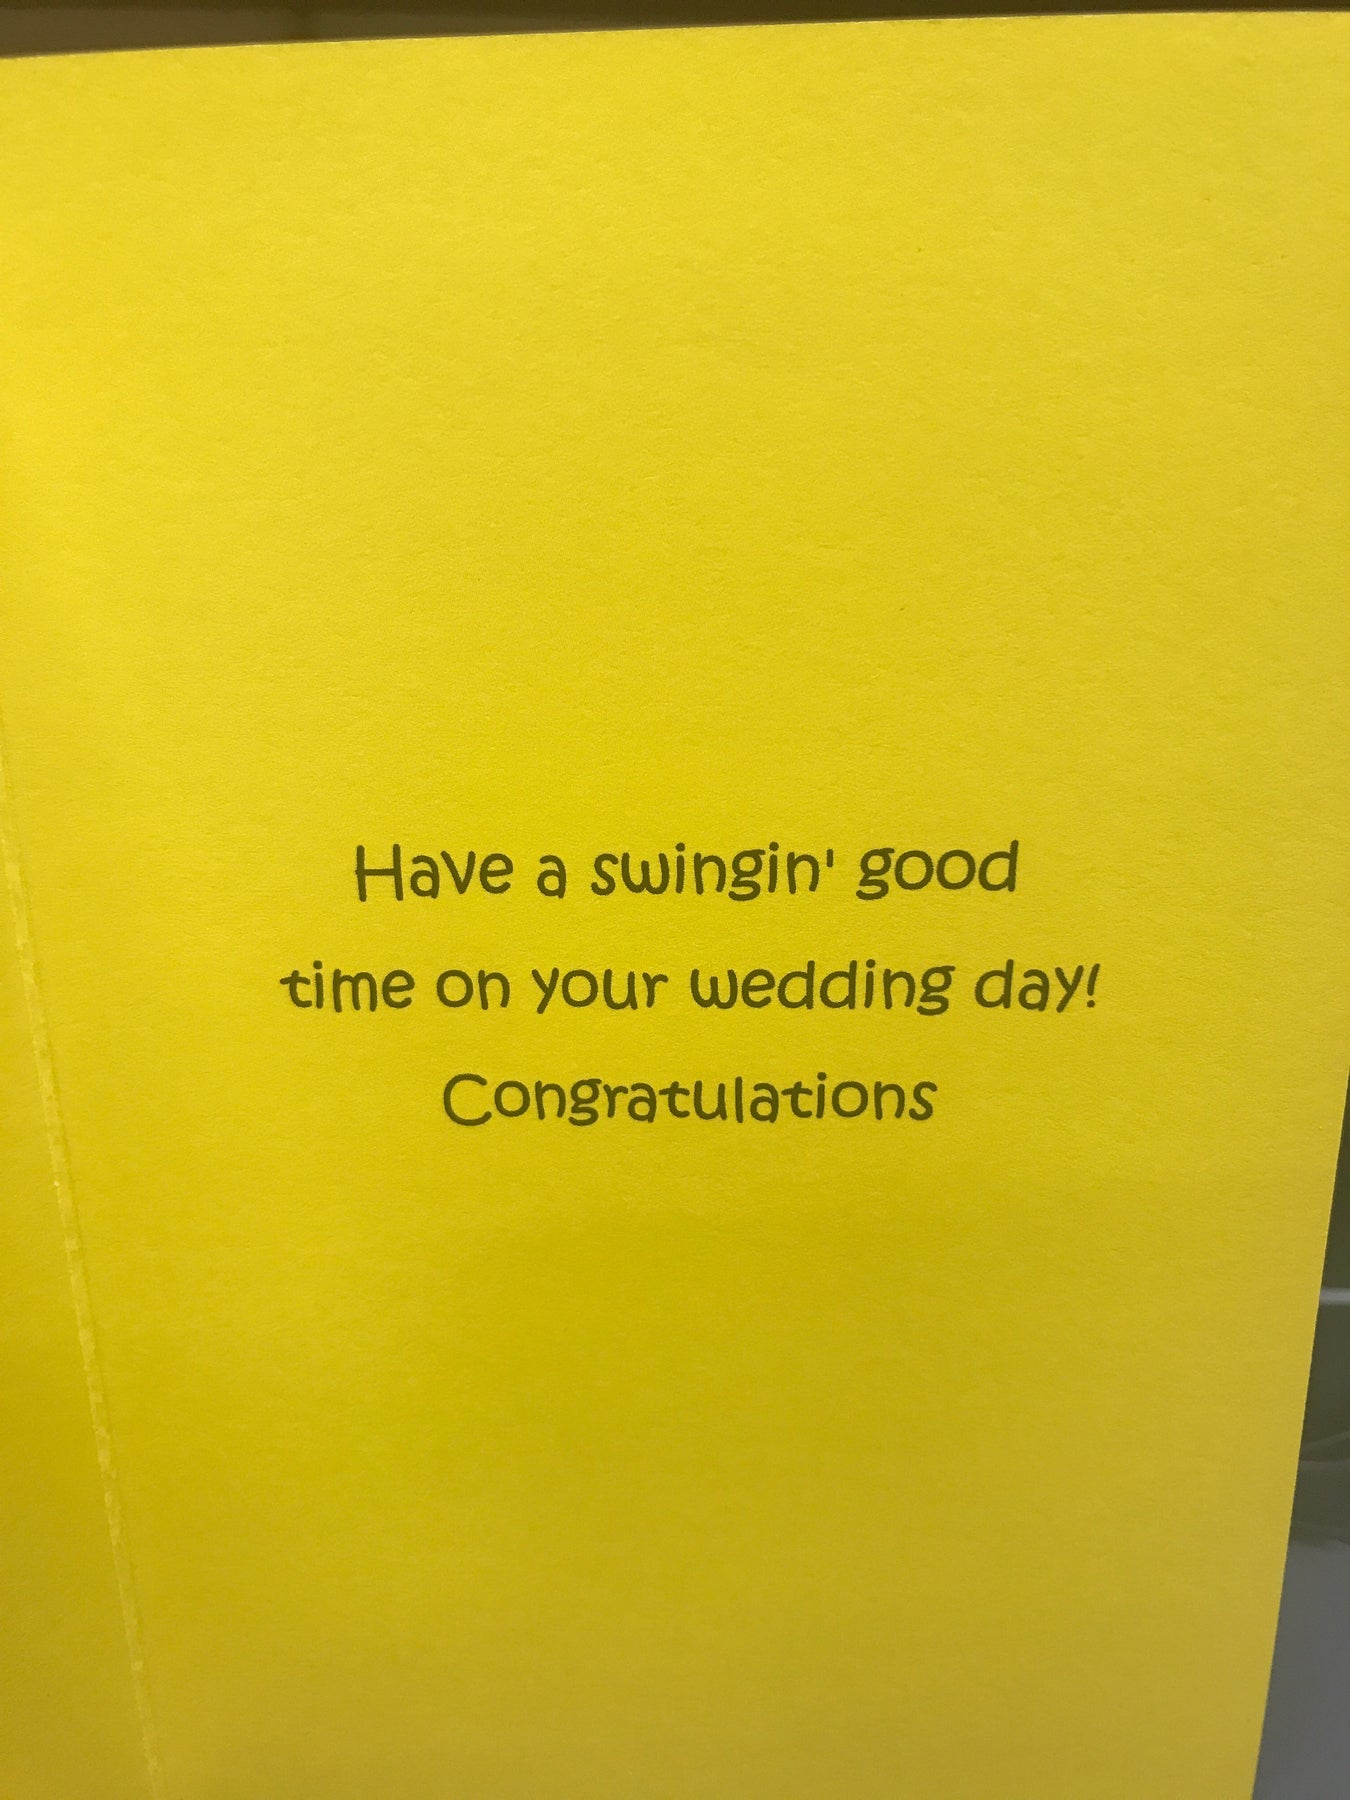 Have a swingin' good
time on your wedding day!
Congratulations